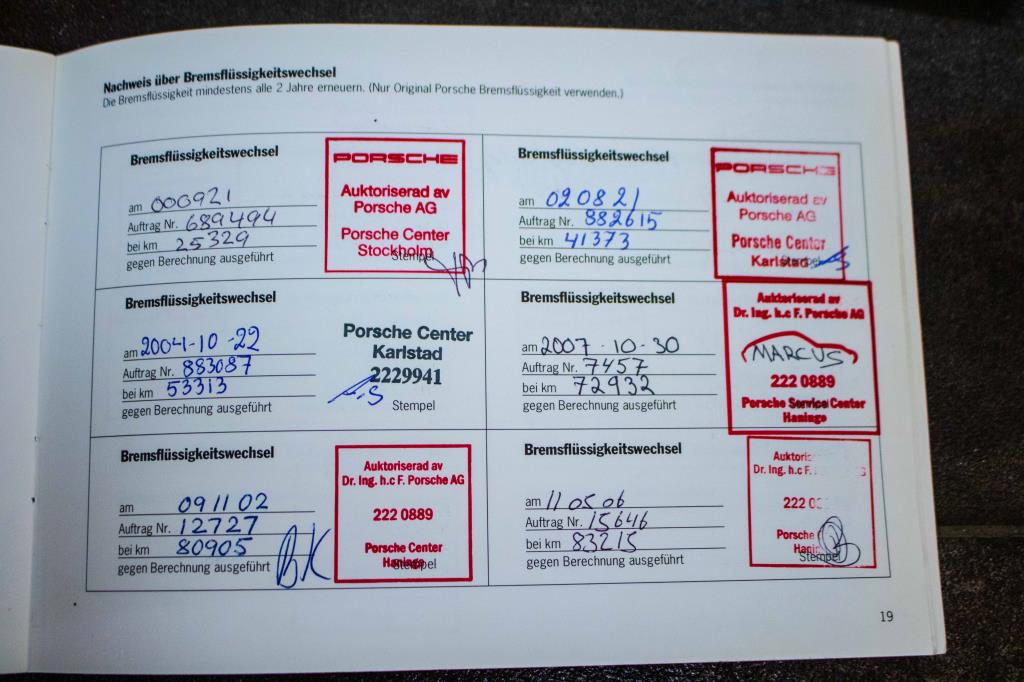 Nachweis über Bremsflüssigkeitswechsel
Die Bremsflüssigkeit mindestens alle 2 Jahre erneuern. (Nur Original Porsche Bremsflüssigkeit verwenden.)
Bremsflüssigkeitswechsel
am 000921
Auftrag Nr. 689494
bei km 25329
gegen Berechnung ausgeführt
PORSCHE
Auktoriserad av
Porsche AG
Porsche Center
Stockholm
Stempel
Bremsflüssigkeitswechsel
am 020821
Auftrag Nr. 882615
bei km 41373
gegen Berechnung ausgeführt
PORSCHE
Auktoriserad av
Porsche AG
Porsche Center
Karlstad
Stempel
Bremsflüssigkeitswechsel
am 2004-10-22
Auftrag Nr. 883087
bei km 53313
gegen Berechnung ausgeführt
Porsche Center
Karlstad
2229941
Stempel
Bremsflüssigkeitswechsel
am 2007-10-30
Auftrag Nr. 7457
bei km 72932
gegen Berechnung ausgeführt
Auktoriserad av
Dr. Ing. h.c F. Porsche AG
MARCUS
222 0889
Porsche Service Center
Haninge
Bremsflüssigkeitswechsel
am 091102
Auftrag Nr. 12727
bei km 80905
gegen Berechnung ausgeführt
BK
Auktoriserad av
Dr. Ing. h.c F. Porsche AG
222 0889
Porsche Center
Haninge
Stempel
Bremsflüssigkeitswechsel
am 11.05.06
Auftrag Nr. 15646
bei km 83215
gegen Berechnung ausgeführt
Dr. Ing. h.c F.
222
Porsche
Stempel
19